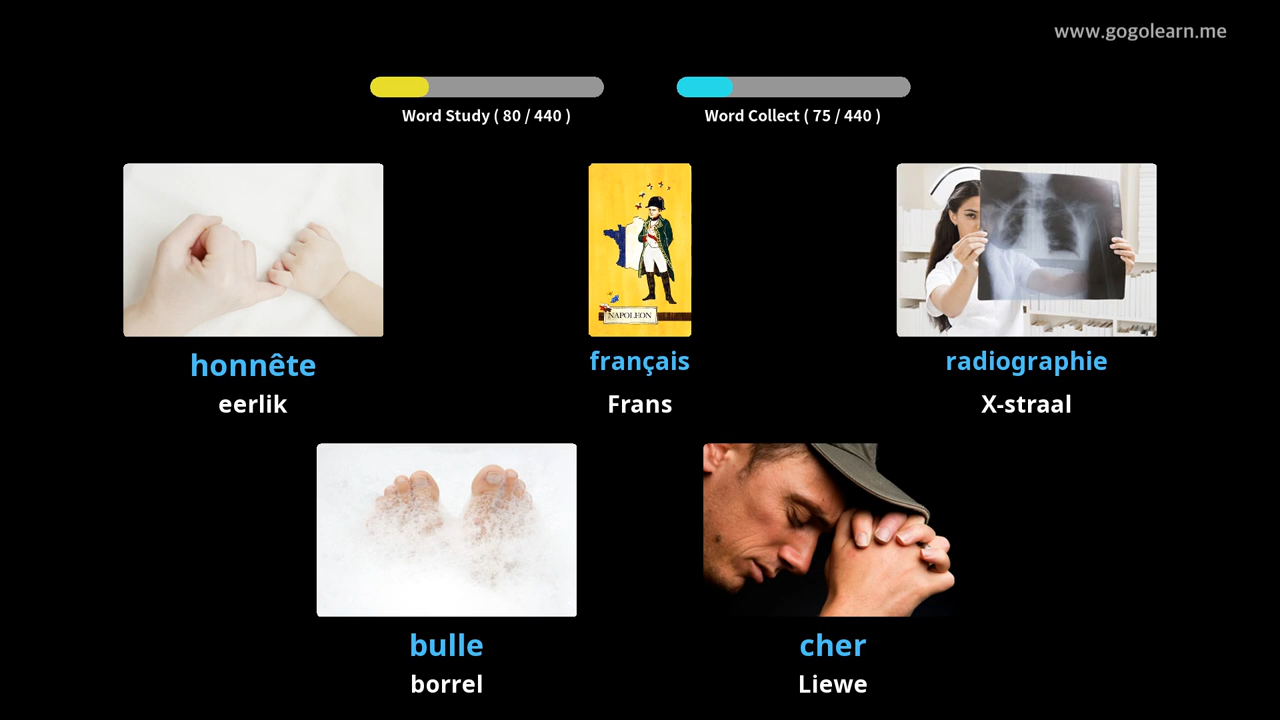 www.gogolearn.me
Word Study ( 80 / 440 )
Word Collect ( 75 / 440 )
NAPOLEON
honnête
français
radiographie
eerlik
Frans
X-straal
bulle
cher
borrel
Liewe